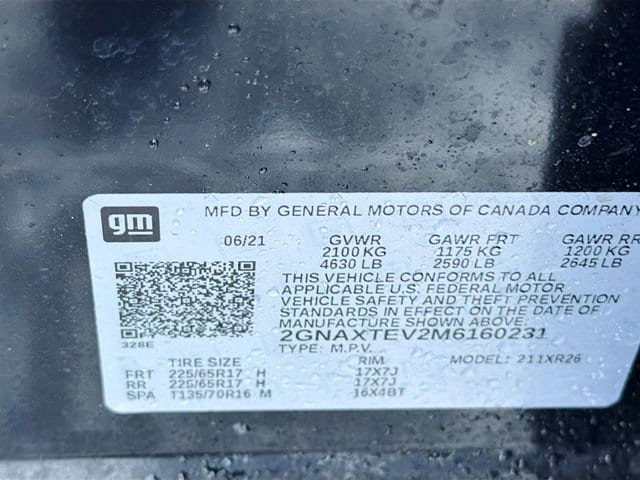 gm
MFD BY GENERAL MOTORS OF CANADA COMPANY
06/21 GVWR GAWR FRT GAWR RR
2100 KG 1175 KG 1200 KG
4630 LB 2590 LB 2645 LB
THIS VEHICLE CONFORMS TO ALL
APPLICABLE U.S. FEDERAL MOTOR
VEHICLE SAFETY AND THEFT PREVENTION
STANDARDS IN EFFECT ON THE DATE OF
MANUFACTURE SHOWN ABOVE.
2GNAXTEV2M6160231
328E
TYPE: M.P.V. MODEL: 211XR26
TIRE SIZE RIM
FRT 225/65R17 H 17X7J
RR 225/65R17 H 17X7J
SPA T135/70R16 M 16X4BT